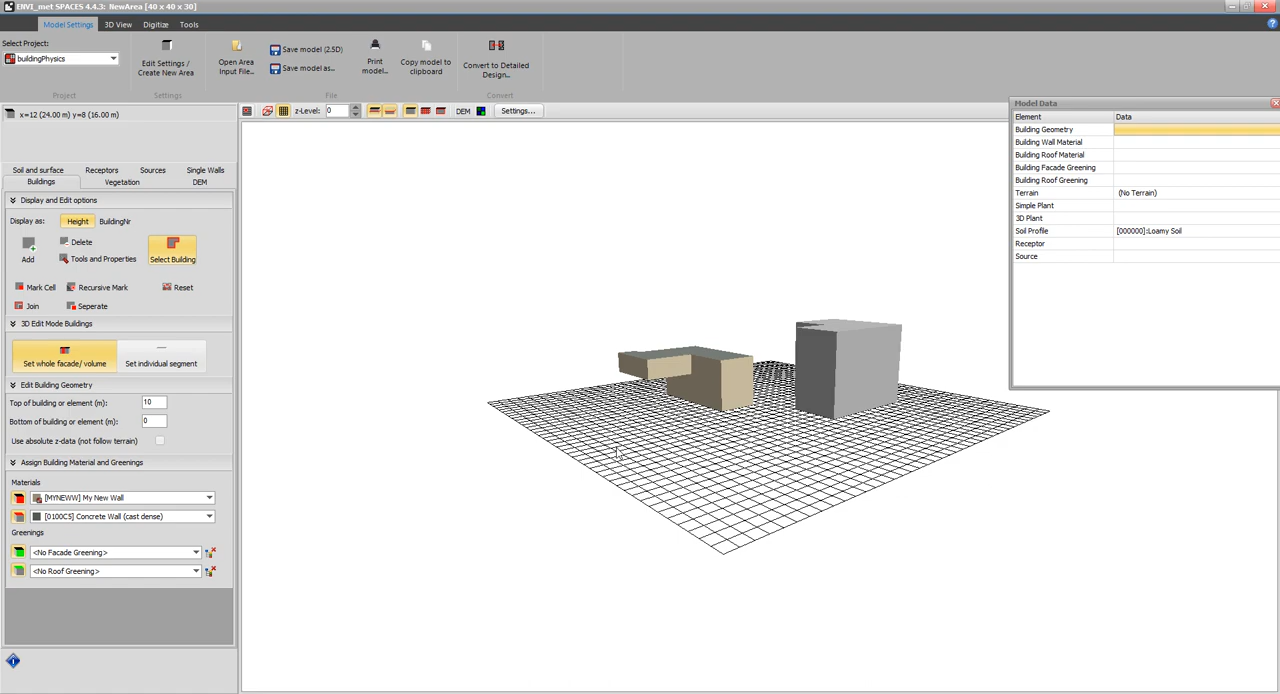 ENVI_met SPACES 4.4.3: NewArea [40 x 40 x 30]
Model Settings 3D View Digitize Tools
Select Project:
buildingPhysics
Edit Settings /
Create New Area
Open Area
Input File..
Save model (2.5D)
Save model as..
Print
model..
Copy model to
clipboard
Convert to Detailed
Design..
Project Settings File Convert
x=12 (24.00 m) y=8 (16.00 m)
z-Level: 0 DEM Settings...
Soil and surface Receptors Sources Single Walls
Buildings Vegetation DEM
Display and Edit options
Display as: Height BuildingNr
Add
Delete
Tools and Properties
Select Building
Mark Cell Recursive Mark Reset
Join Seperate
3D Edit Mode Buildings
Set whole facade/ volume Set individual segment
Edit Building Geometry
Top of building or element (m): 10
Bottom of building or element (m): 0
Use absolute z-data (not follow terrain)
Assign Building Material and Greenings
Materials
[MYNEWW] My New Wall
[0100C5] Concrete Wall (cast dense)
Greenings
<No Facade Greening>
<No Roof Greening>
Model Data
Element Data
Building Geometry
Building Wall Material
Building Roof Material
Building Facade Greening
Building Roof Greening
Terrain (No Terrain)
Simple Plant
3D Plant
Soil Profile [000000]:Loamy Soil
Receptor
Source